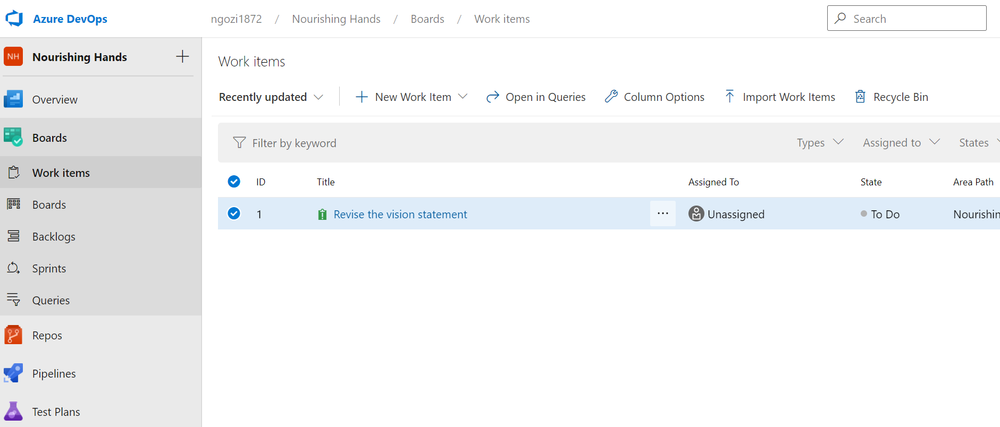 Azure DevOps
ngozi1872 / Nourishing Hands / Boards / Work items
Search
NH Nourishing Hands
Overview
Boards
Work items
Boards
Backlogs
Sprints
Queries
Repos
Pipelines
Test Plans
Work items
Recently updated
New Work Item
Open in Queries
Column Options
Import Work Items
Recycle Bin
Filter by keyword
Types
Assigned to
States
ID Title Assigned To State Area Path
1 Revise the vision statement ... Unassigned To Do Nourishin